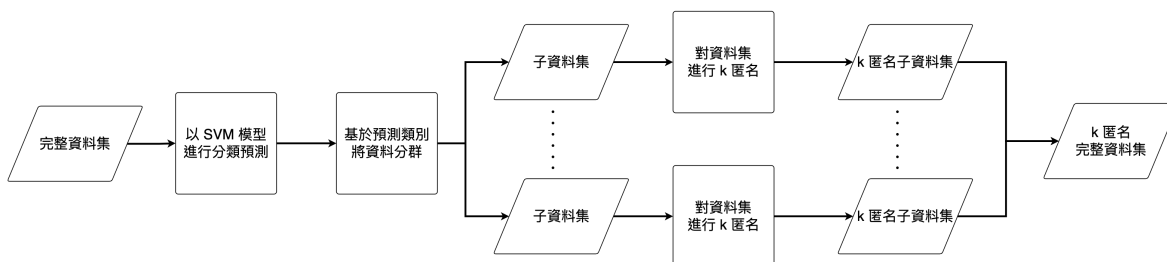 完整資料集
以 SVM 模型
進行分類預測
基於預測類別
將資料分群
子資料集
對資料集
進行 k 匿名
k 匿名子資料集
子資料集
對資料集
進行 k 匿名
k 匿名子資料集
k 匿名
完整資料集